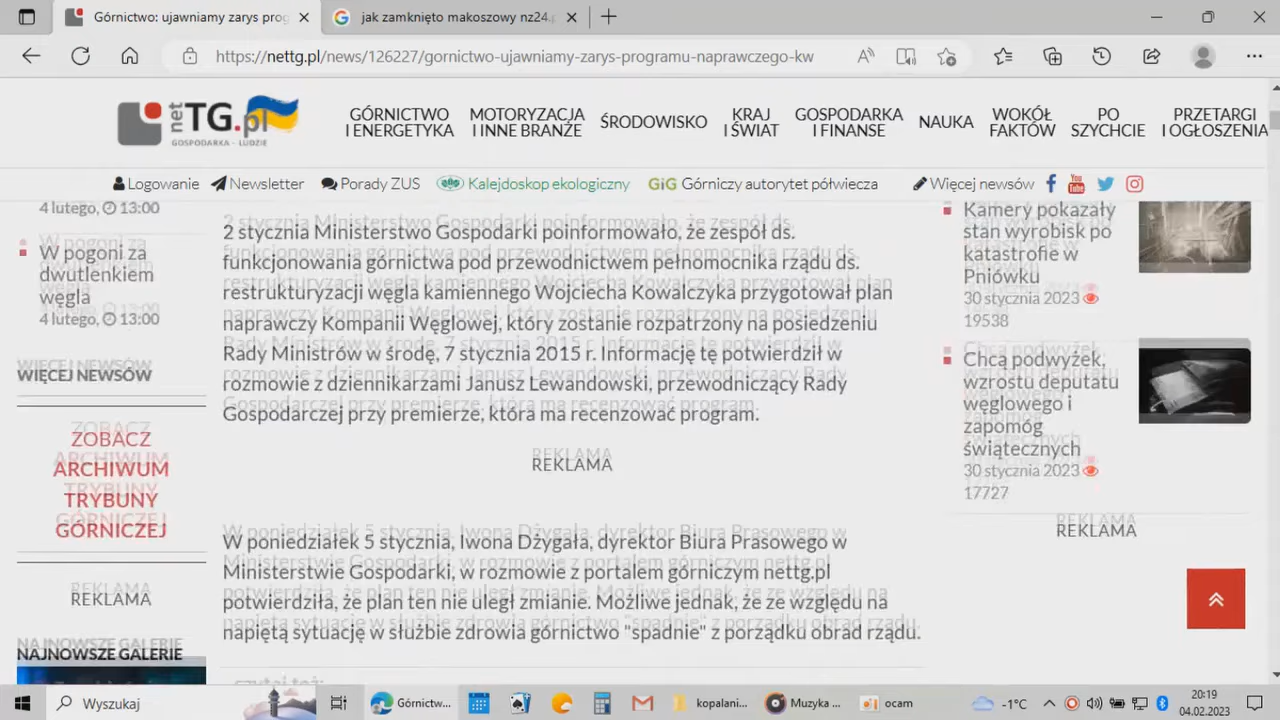 Górnictwo: ujawniamy zarys prog
jak zamknięto makoszowy nz24.
https://nettg.pl/news/126227/gornictwo-ujawniamy-zarys-programu-naprawczego-kw
netTG.pl
GOSPODARKA - LUDZIE
GÓRNICTWO
I ENERGETYKA
MOTORYZACJA
I INNE BRANŻE
ŚRODOWISKO
KRAJ
I ŚWIAT
GOSPODARKA
I FINANSE
NAUKA
WOKÓŁ
FAKTÓW
PO
SZYCHCIE
PRZETARGI
I OGŁOSZENIA
Logowanie
Newsletter
Porady ZUS
Kalejdoskop ekologiczny
GIG Górniczy autorytet półwiecza
Więcej newsów
4 lutego, 13:00
W pogoni za
dwutlenkiem
węgla
4 lutego, 13:00
WIĘCEJ NEWSÓW
ZOBACZ
ARCHIWUM
TRYBUNY
GÓRNICZEJ
REKLAMA
NAJNOWSZE GALERIE
2 stycznia Ministerstwo Gospodarki poinformowało, że zespół ds.
funkcjonowania górnictwa pod przewodnictwem pełnomocnika rządu ds.
restrukturyzacji węgla kamiennego Wojciecha Kowalczyka przygotował plan
naprawczy Kompanii Węglowej, który zostanie rozpatrzony na posiedzeniu
Rady Ministrów w środę, 7 stycznia 2015 r. Informację tę potwierdził w
rozmowie z dziennikarzami Janusz Lewandowski, przewodniczący Rady
Gospodarczej przy premierze, która ma recenzować program.
REKLAMA
W poniedziałek 5 stycznia, Iwona Dżygała, dyrektor Biura Prasowego w
Ministerstwie Gospodarki, w rozmowie z portalem górniczym nettg.pl
potwierdziła, że plan ten nie uległ zmianie. Możliwe jednak, że ze względu na
napiętą sytuację w służbie zdrowia górnictwo "spadnie" z porządku obrad rządu.
czytaj też:
Kamery pokazały
stan wyrobisk po
katastrofie w
Pniówku
30 stycznia 2023
19538
Chcą podwyżek,
wzrostu deputatu
węglowego i
zapomóg
świątecznych
30 stycznia 2023
17727
REKLAMA
Wyszukaj
Górnictw...
kopalani...
Muzyka ...
ocam
-1°C
20:19
04.02.2023